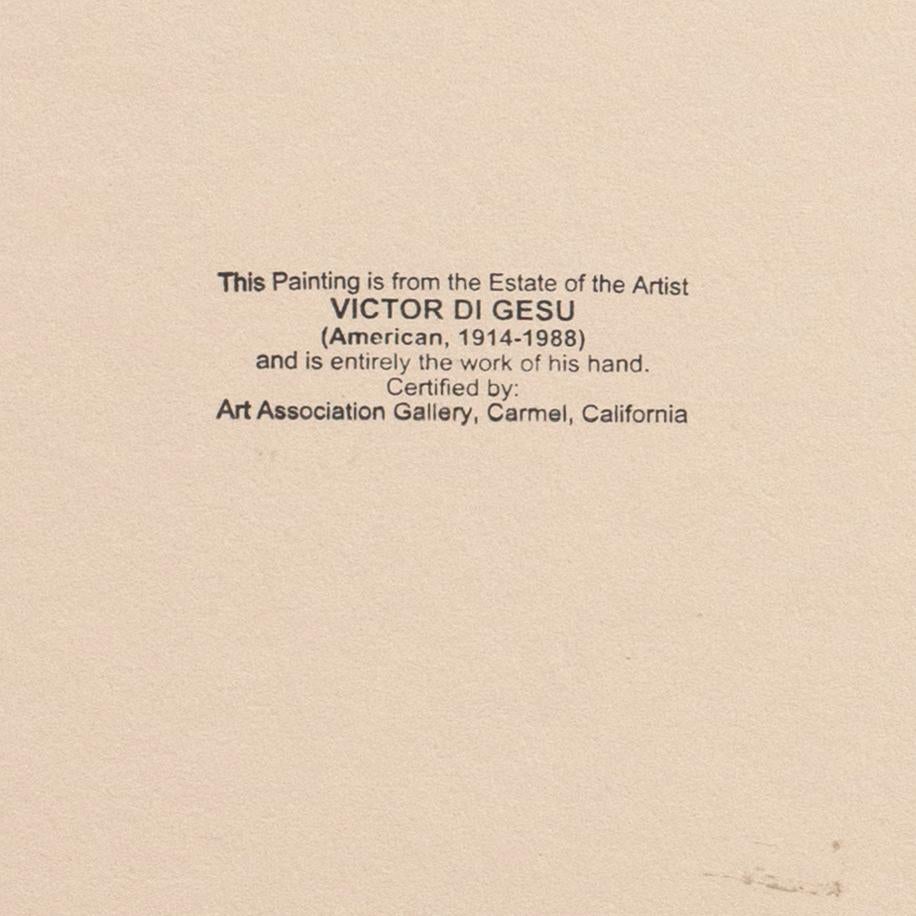 This Painting is from the Estate of the Artist
VICTOR DI GESU
(American, 1914-1988)
and is entirely the work of his hand.
Certified by:
Art Association Gallery, Carmel, California